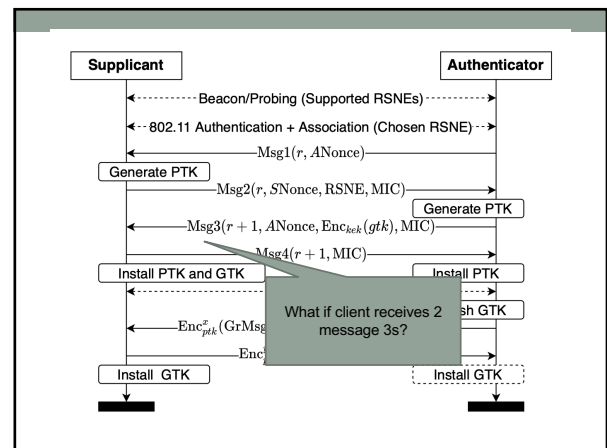 Supplicant
Authenticator
Beacon/Probing (Supported RSNEs)
802.11 Authentication + Association (Chosen RSNE)
Msg1(r, ANonce)
Generate PTK
Msg2(r, SNonce, RSNE, MIC)
Generate PTK
Msg3(r + 1, ANonce, Enc_kek(gtk), MIC)
Msg4(r + 1, MIC)
Install PTK and GTK
Install PTK
What if client receives 2
message 3s?
sh GTK
Enc^x_ptk(GrMsg
Enc
Install GTK
Install GTK